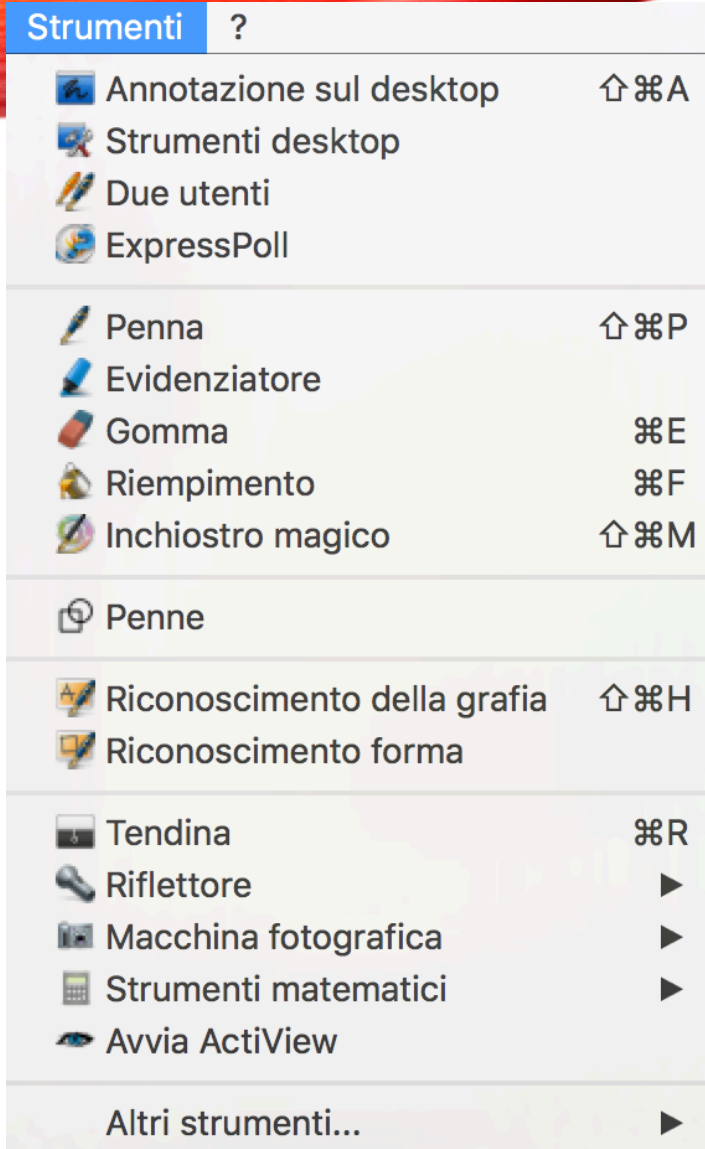 Strumenti ?
Annotazione sul desktop ⇧⌘A
Strumenti desktop
Due utenti
ExpressPoll
Penna ⇧⌘P
Evidenziatore
Gomma ⌘E
Riempimento ⌘F
Inchiostro magico ⇧⌘M
Penne
Riconoscimento della grafia ⇧⌘H
Riconoscimento forma
Tendina ⌘R
Riflettore ▶
Macchina fotografica ▶
Strumenti matematici ▶
Avvia ActiView
Altri strumenti... ▶